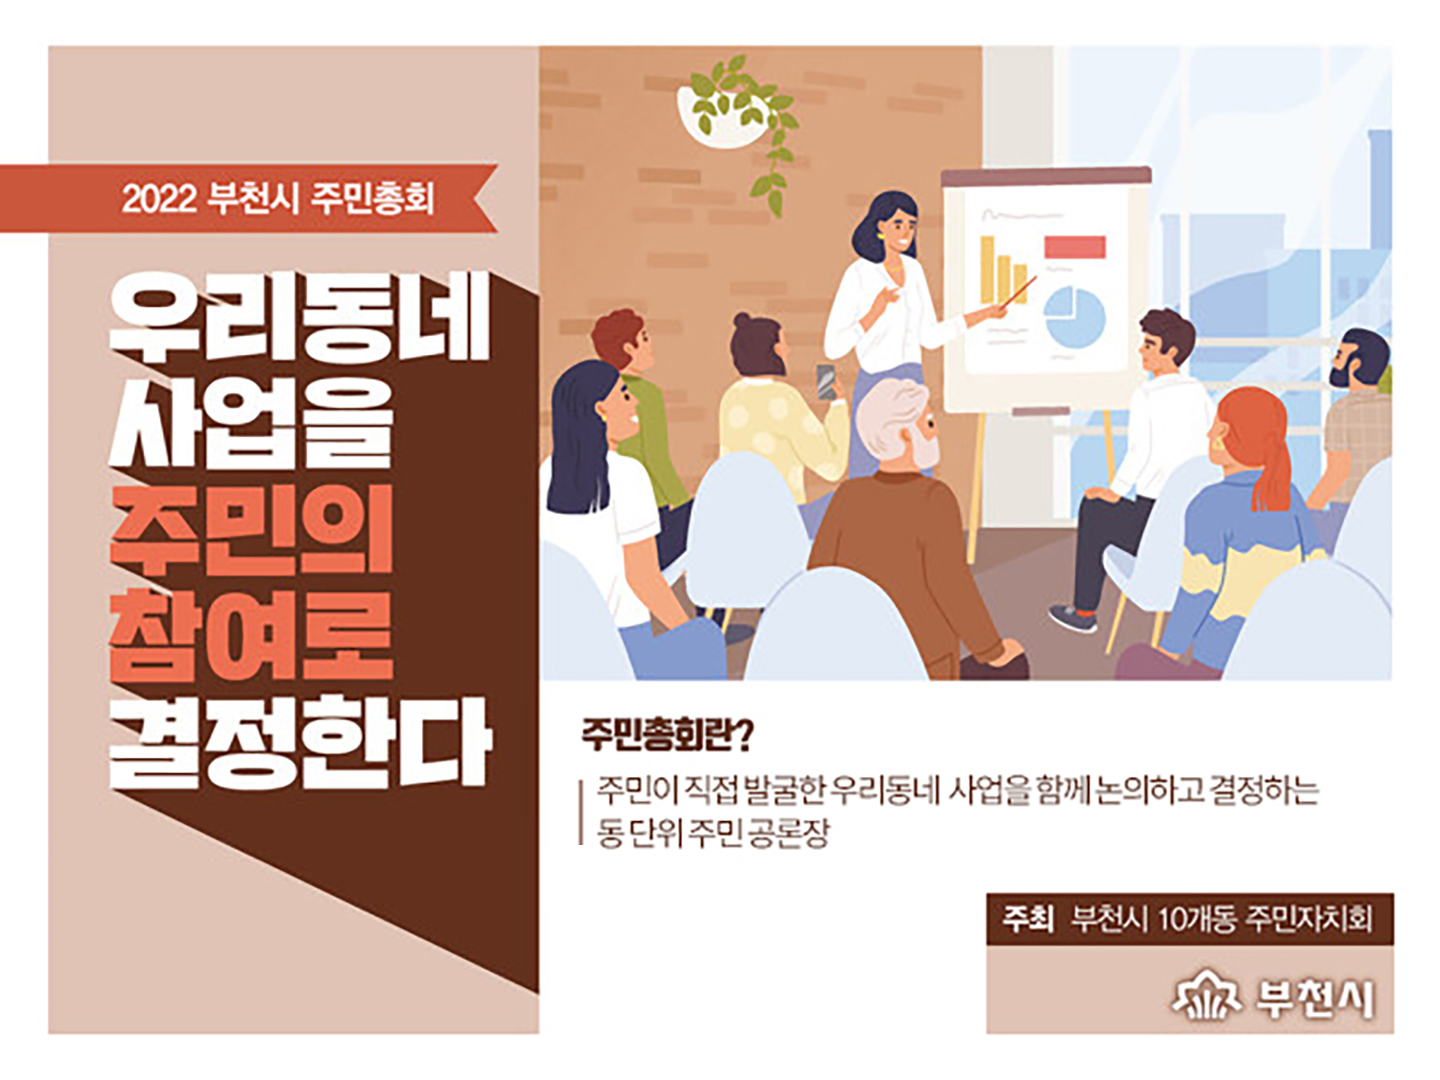 2022 부천시 주민총회
우리동네
사업을
주민의
참여로
결정한다
주민총회란?
주민이 직접 발굴한 우리동네 사업을 함께 논의하고 결정하는
동 단위 주민 공론장
주최 부천시 10개동 주민자치회
부천시